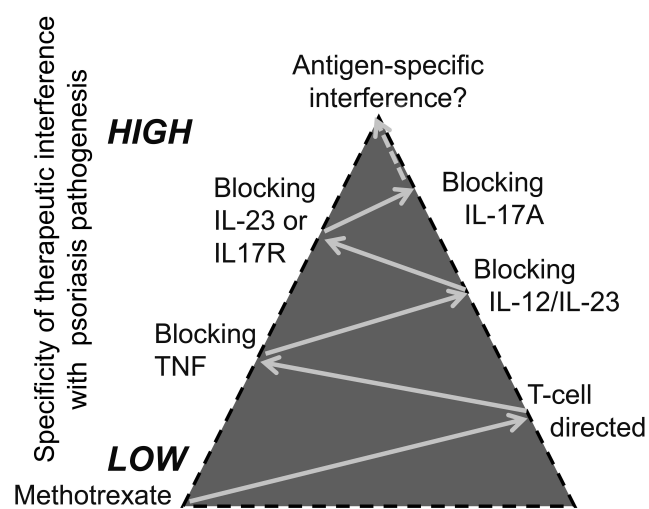 Specificity of therapeutic interference
with psoriasis pathogenesis
Antigen-specific
interference?
HIGH
Blocking
IL-23 or
IL17R
Blocking
IL-17A
Blocking
IL-12/IL-23
Blocking
TNF
T-cell
directed
LOW
Methotrexate